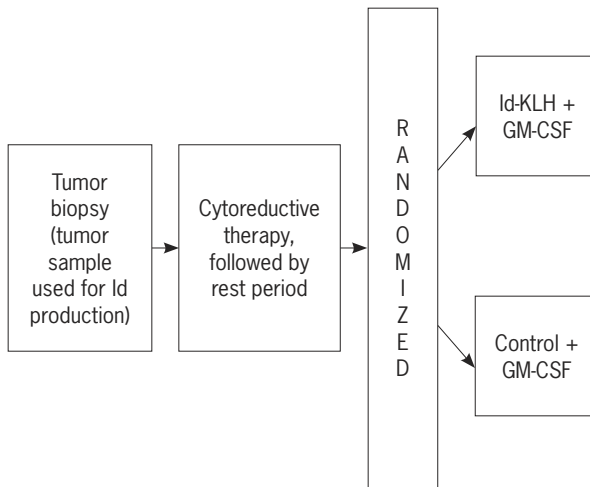 Tumor
biopsy
(tumor
sample
used for Id
production)
Cytoreductive
therapy,
followed by
rest period
R
A
N
D
O
M
I
Z
E
D
Id-KLH +
GM-CSF
Control +
GM-CSF